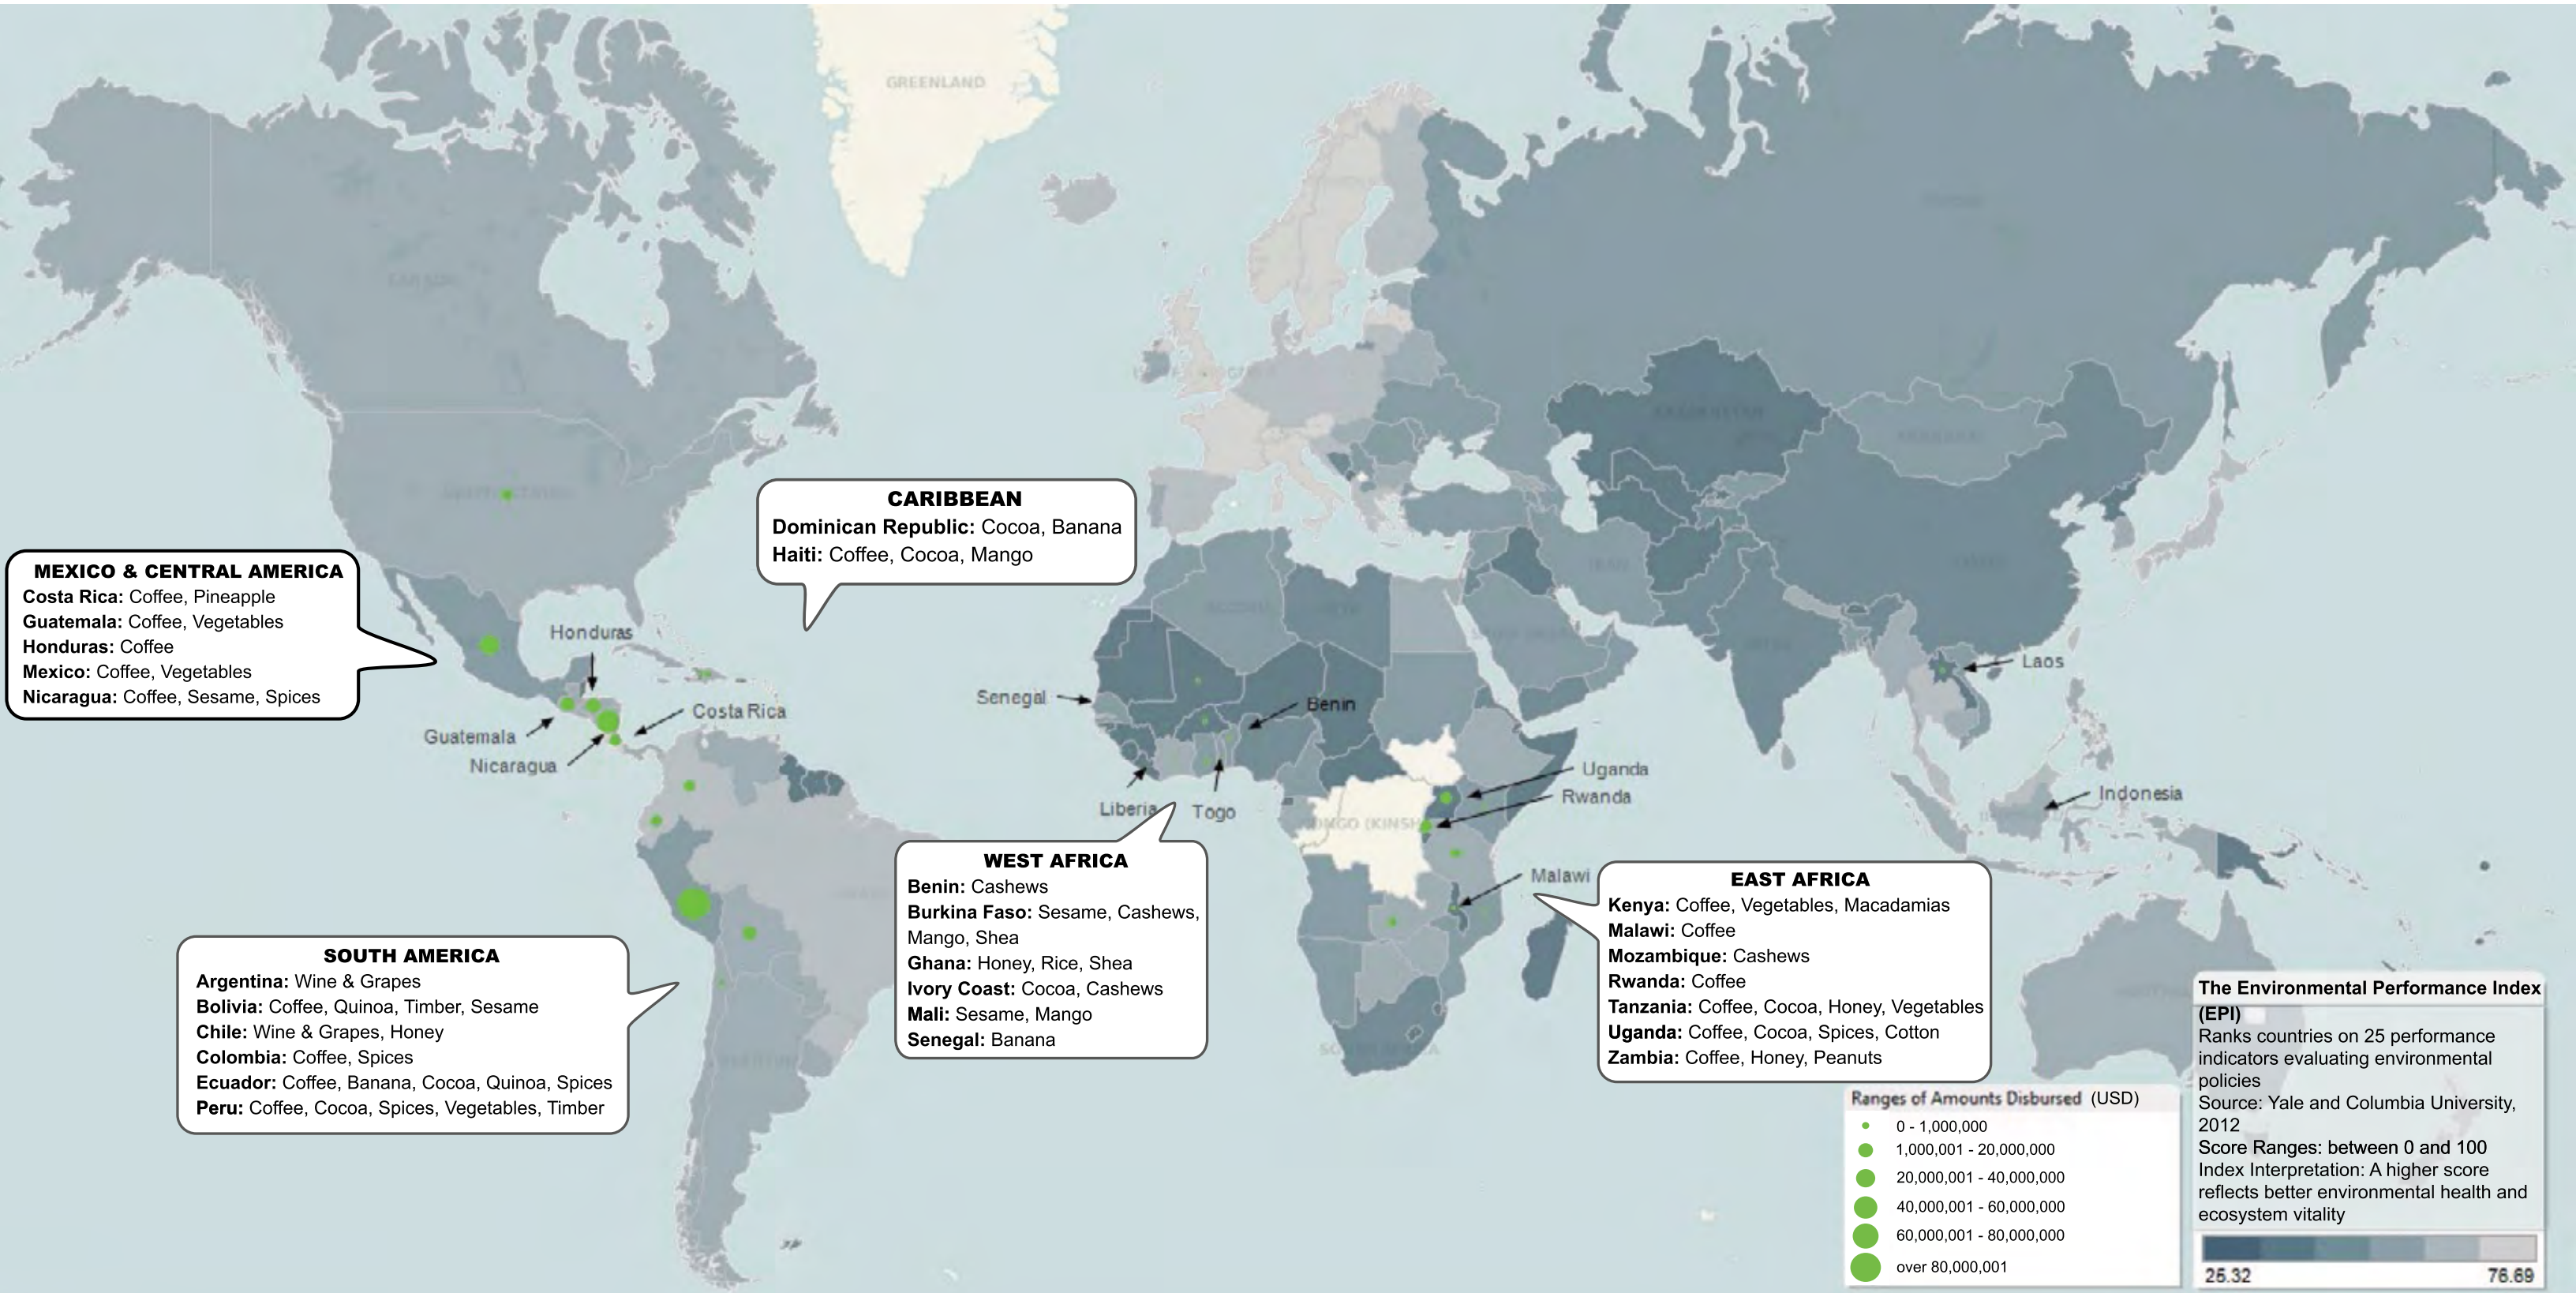 GREENLAND
CARIBBEAN
Dominican Republic: Cocoa, Banana
Haiti: Coffee, Cocoa, Mango
MEXICO & CENTRAL AMERICA
Costa Rica: Coffee, Pineapple
Guatemala: Coffee, Vegetables
Honduras: Coffee
Mexico: Coffee, Vegetables
Nicaragua: Coffee, Sesame, Spices
Honduras
Guatemala
Nicaragua
Costa Rica
Senegal
Benin
Liberia
Togo
Uganda
Rwanda
Malawi
Laos
Indonesia
KAZAKHSTAN
IRAN
SOUTH AMERICA
Argentina: Wine & Grapes
Bolivia: Coffee, Quinoa, Timber, Sesame
Chile: Wine & Grapes, Honey
Colombia: Coffee, Spices
Ecuador: Coffee, Banana, Cocoa, Quinoa, Spices
Peru: Coffee, Cocoa, Spices, Vegetables, Timber
WEST AFRICA
Benin: Cashews
Burkina Faso: Sesame, Cashews,
Mango, Shea
Ghana: Honey, Rice, Shea
Ivory Coast: Cocoa, Cashews
Mali: Sesame, Mango
Senegal: Banana
EAST AFRICA
Kenya: Coffee, Vegetables, Macadamias
Malawi: Coffee
Mozambique: Cashews
Rwanda: Coffee
Tanzania: Coffee, Cocoa, Honey, Vegetables
Uganda: Coffee, Cocoa, Spices, Cotton
Zambia: Coffee, Honey, Peanuts
Ranges of Amounts Disbursed (USD)
0 - 1,000,000
1,000,001 - 20,000,000
20,000,001 - 40,000,000
40,000,001 - 60,000,000
60,000,001 - 80,000,000
over 80,000,001
The Environmental Performance Index
(EPI)
Ranks countries on 25 performance
indicators evaluating environmental
policies
Source: Yale and Columbia University,
2012
Score Ranges: between 0 and 100
Index Interpretation: A higher score
reflects better environmental health and
ecosystem vitality
25.32
76.69